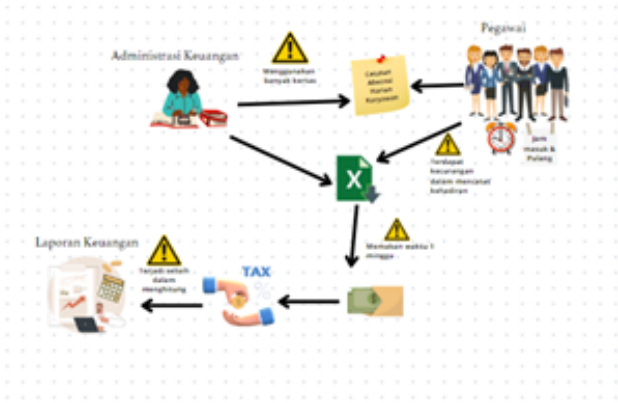 Pegawai
Administrasi Keuangan
Menggunakan
banyak kertas
Catatan
Absensi
Harian
Karyawan
Jam
masuk &
Pulang
Terdapat
kecurangan
dalam mencatat
kehadiran
X
Memakan waktu 1
minggu
Laporan Keuangan
Terjadi selisih
dalam
menghitung
TAX